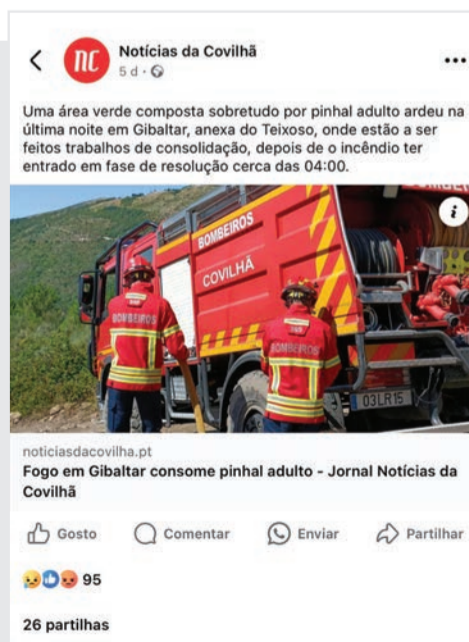 nc Notícias da Covilhã
5 d
Uma área verde composta sobretudo por pinhal adulto ardeu na
última noite em Gibaltar, anexa do Teixoso, onde estão a ser
feitos trabalhos de consolidação, depois de o incêndio ter
entrado em fase de resolução cerca das 04:00.
BOMBEIROS
COVILHÃ
BOMBEIROS
BOMBEIROS
03LR15
noticiasdacovilha.pt
Fogo em Gibaltar consome pinhal adulto - Jornal Notícias da
Covilhã
Gosto Comentar Enviar Partilhar
95
26 partilhas